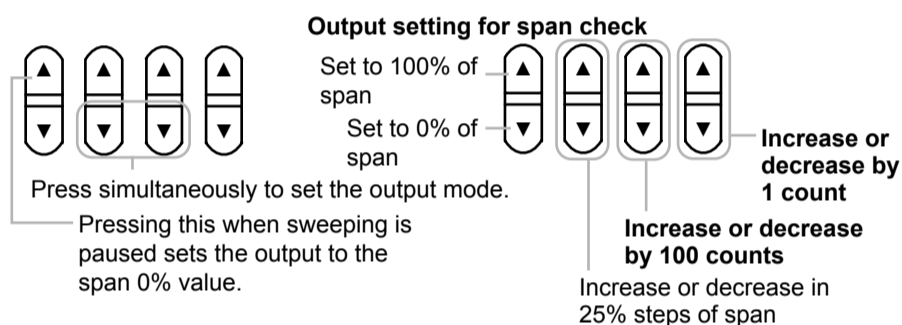 Output setting for span check
Set to 100% of
span
Set to 0% of
span
Press simultaneously to set the output mode.
Pressing this when sweeping is
paused sets the output to the
span 0% value.
Increase or
decrease by
1 count
Increase or decrease
by 100 counts
Increase or decrease in
25% steps of span